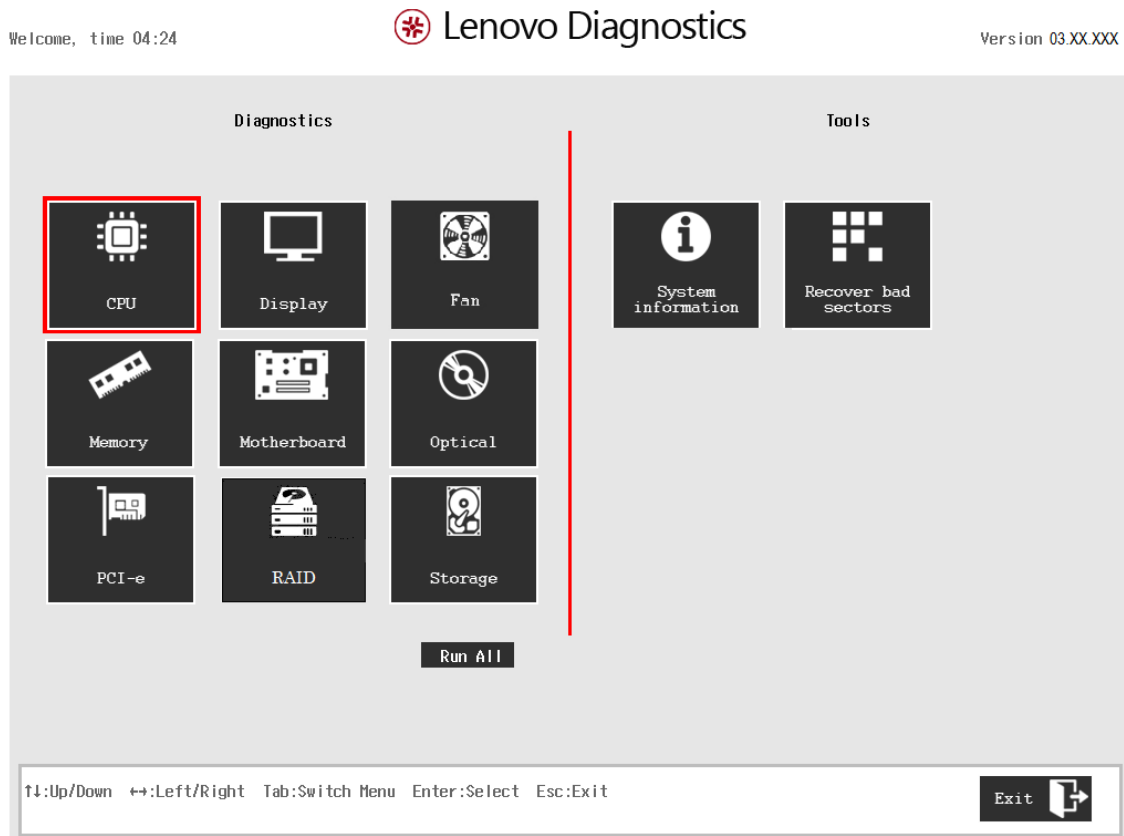 Welcome, time 04:24
Lenovo Diagnostics
Version 03.XX.XXX
Diagnostics
Tools
CPU
Display
Fan
System
information
Recover bad
sectors
Memory
Motherboard
Optical
PCI-e
RAID
Storage
Run All
↑↓:Up/Down ←→:Left/Right Tab:Switch Menu Enter:Select Esc:Exit
Exit